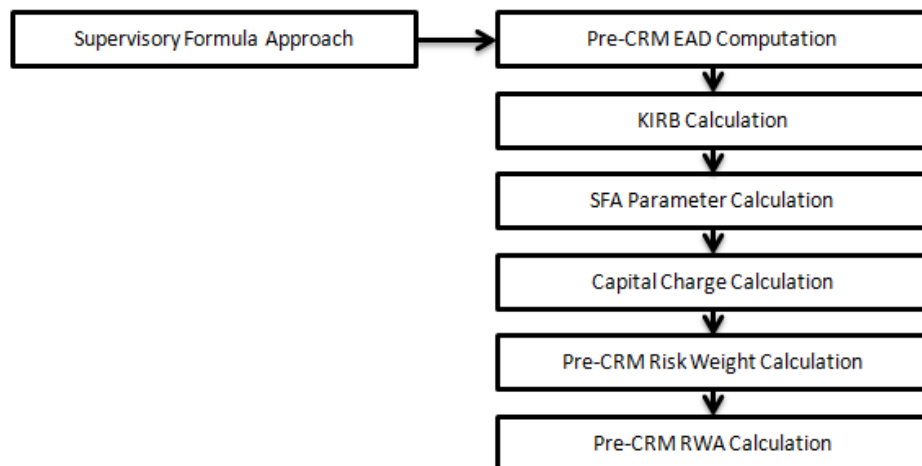 Supervisory Formula Approach
Pre-CRM EAD Computation
KIRB Calculation
SFA Parameter Calculation
Capital Charge Calculation
Pre-CRM Risk Weight Calculation
Pre-CRM RWA Calculation